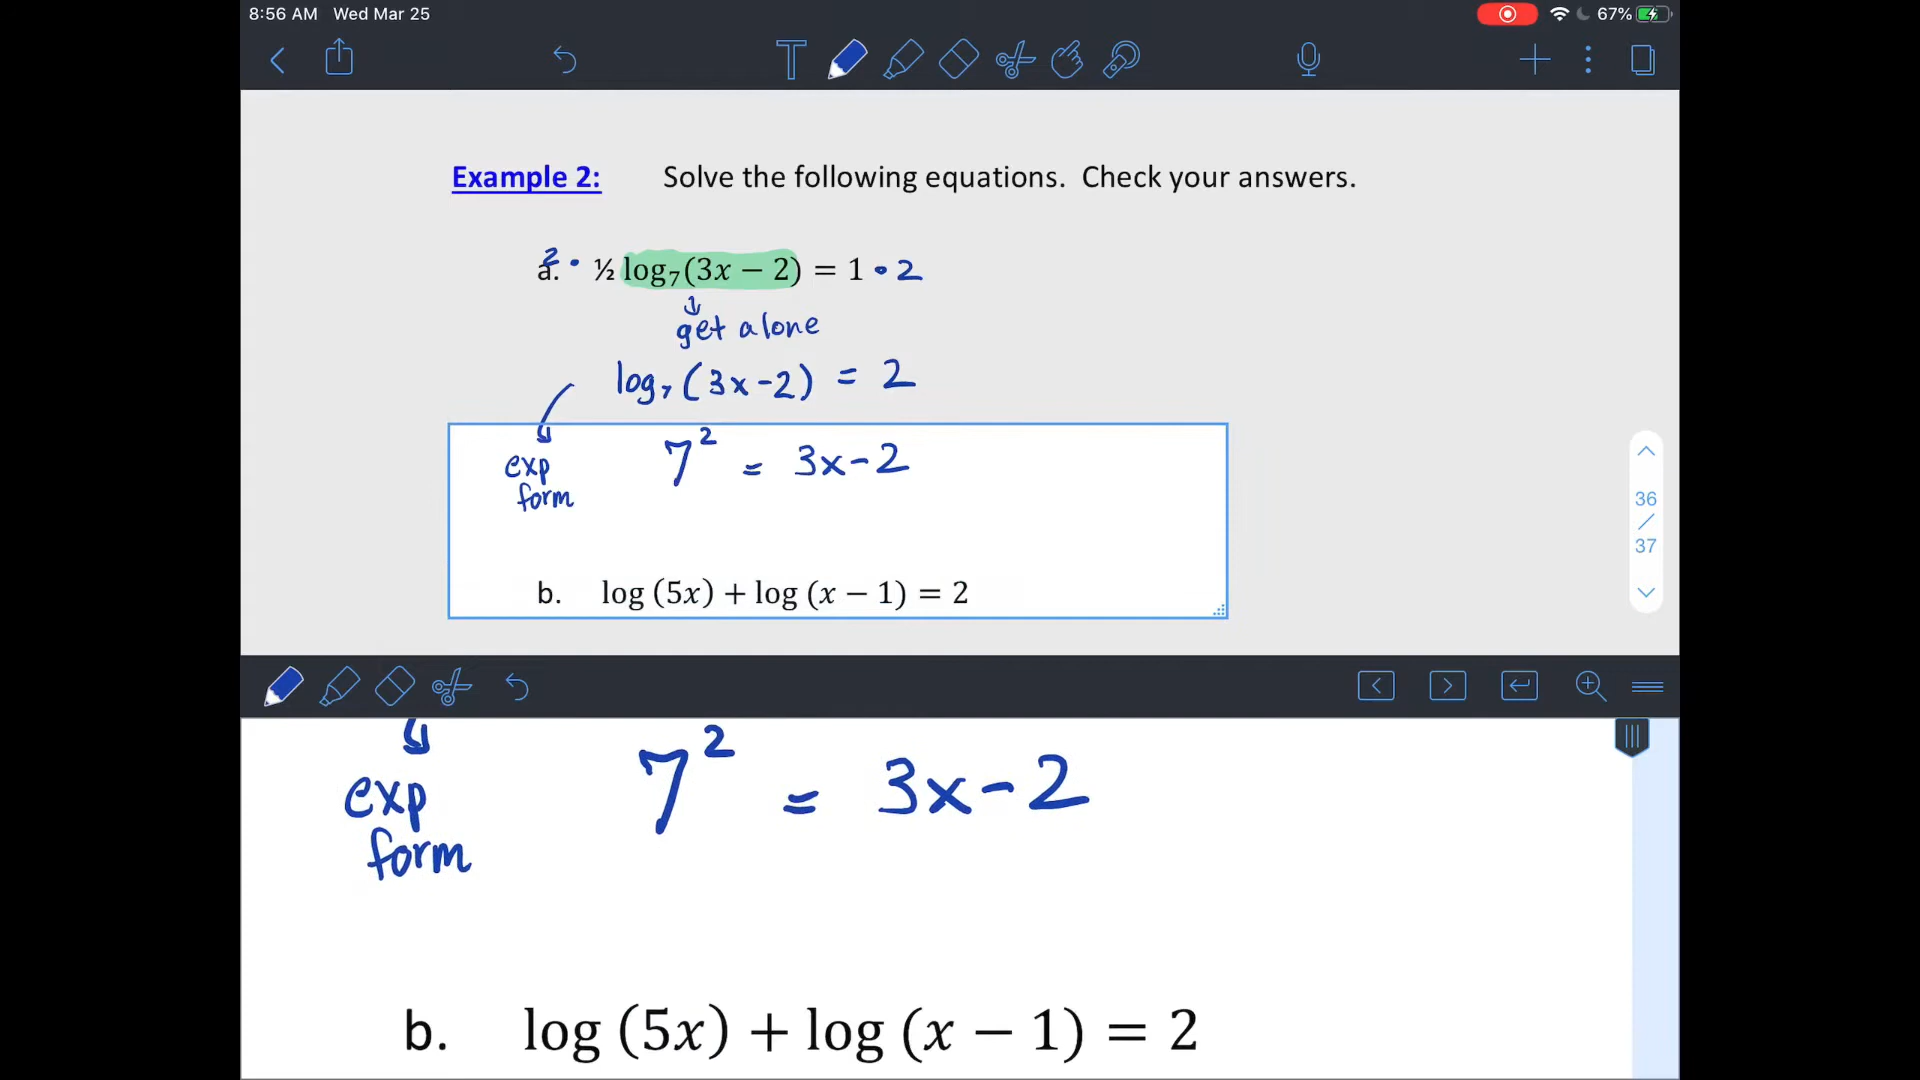 8:56 AM Wed Mar 25
67%
T
Example 2: Solve the following equations. Check your answers.
2 •
a. ½ log₇(3x − 2) = 1 • 2
get alone
log₇ (3x-2) = 2
7² = 3x-2
exp
form
36
/
37
b. log (5x) + log (x − 1) = 2
7² = 3x-2
exp
form
b. log (5x) + log (x − 1) = 2